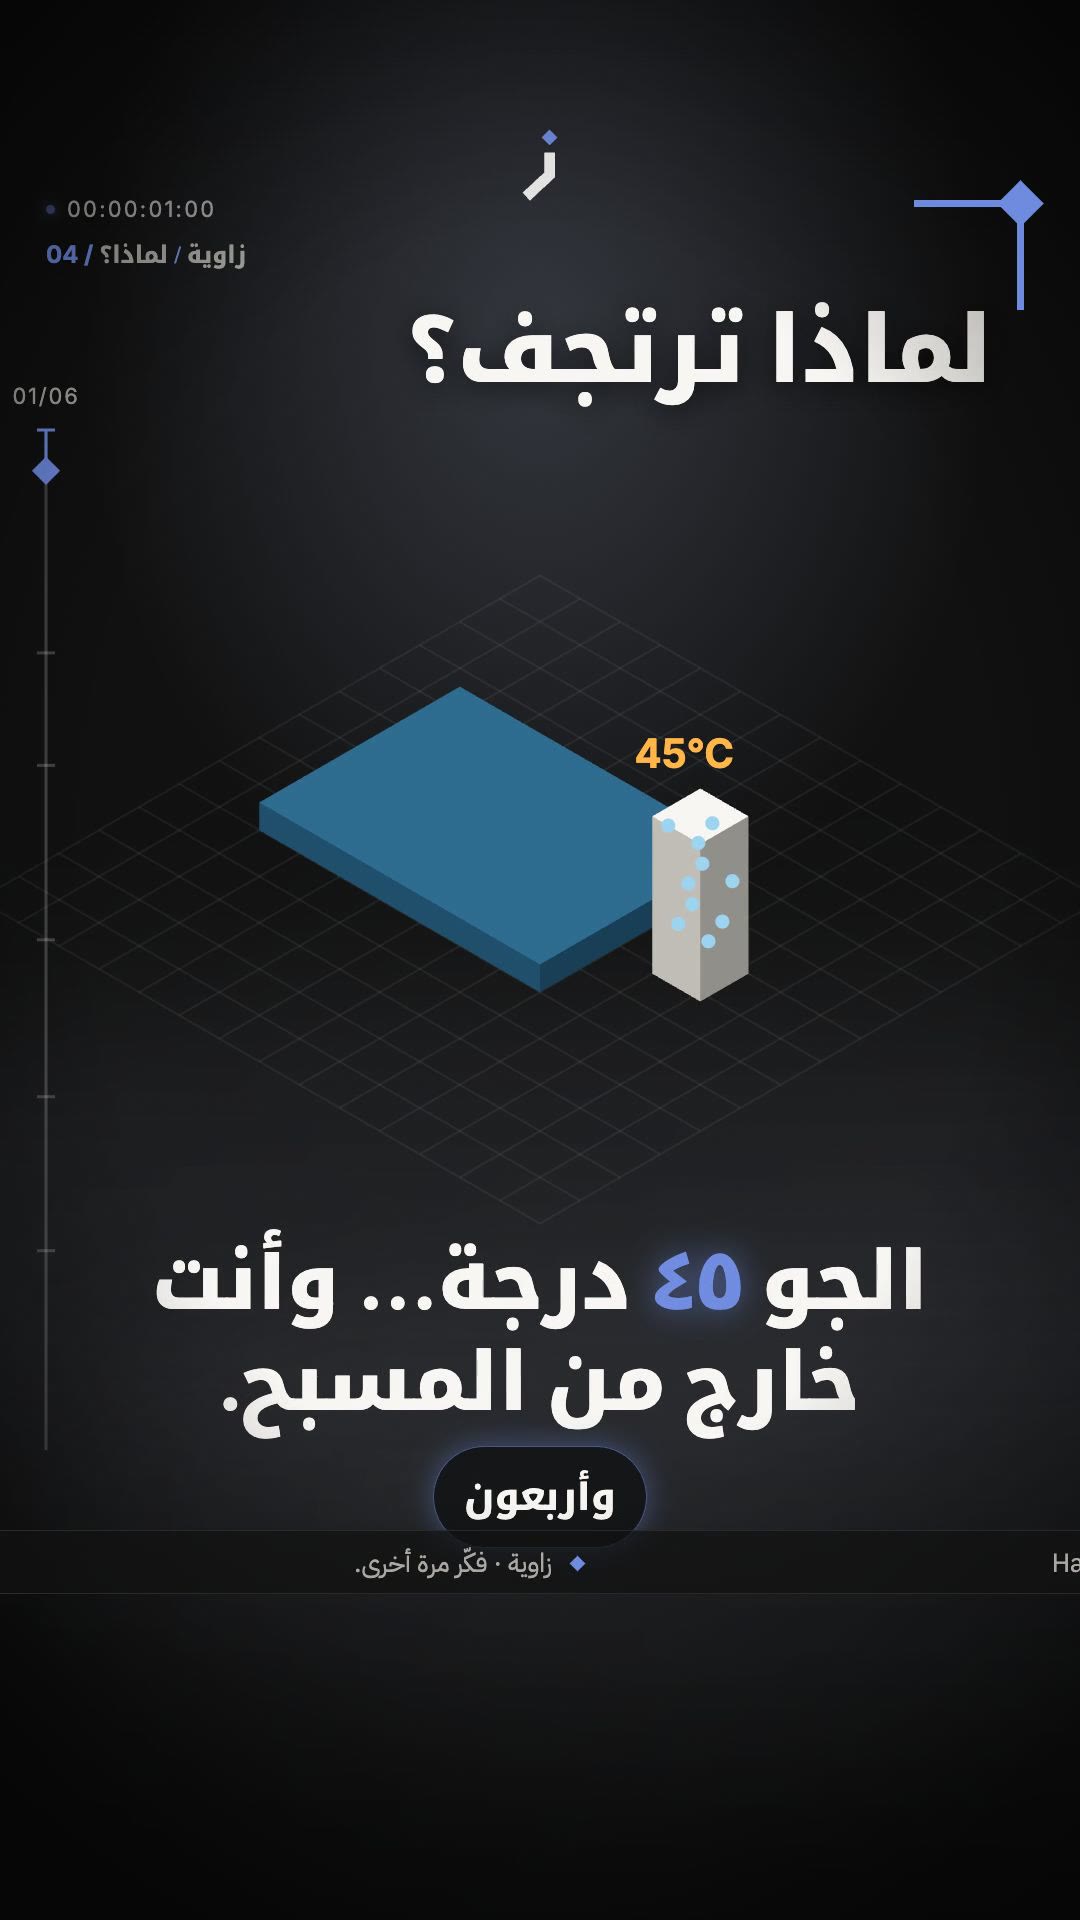 ز
00:00:01:00
زاوية / لماذا؟ / 04
لماذا ترتجف؟
01/06
45°C
الجو ٤٥ درجة... وأنت
خارج من المسبح.
وأربعون
زاوية · فكّر مرة أخرى.
Ha